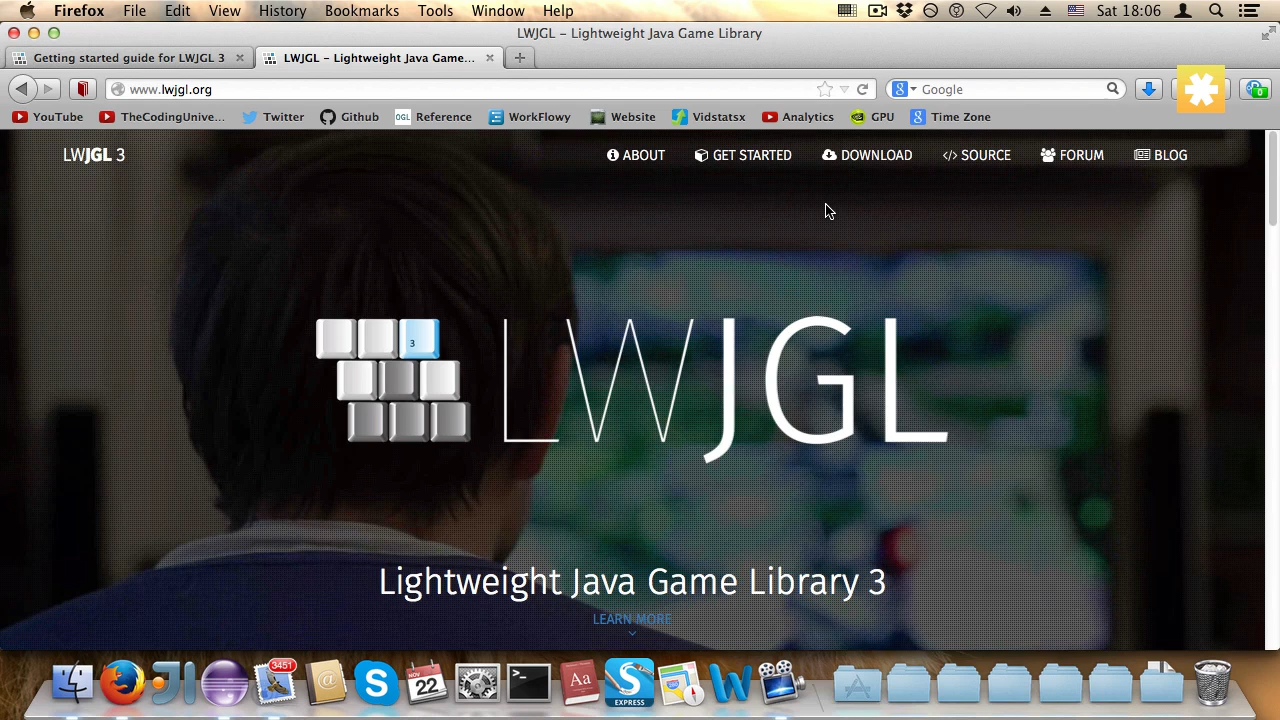 Firefox File Edit View History Bookmarks Tools Window Help Sat 18:06
LWJGL – Lightweight Java Game Library
Getting started guide for LWJGL 3 LWJGL – Lightweight Java Game...
www.lwjgl.org Google 0
YouTube TheCodingUnive... Twitter Github OGL Reference WorkFlowy Website Vidstatsx Analytics GPU Time Zone
LWJGL 3 ABOUT GET STARTED DOWNLOAD SOURCE FORUM BLOG
3
LWJGL
Lightweight Java Game Library 3
LEARN MORE
3451
NOV
22
Aa
EXPRESS